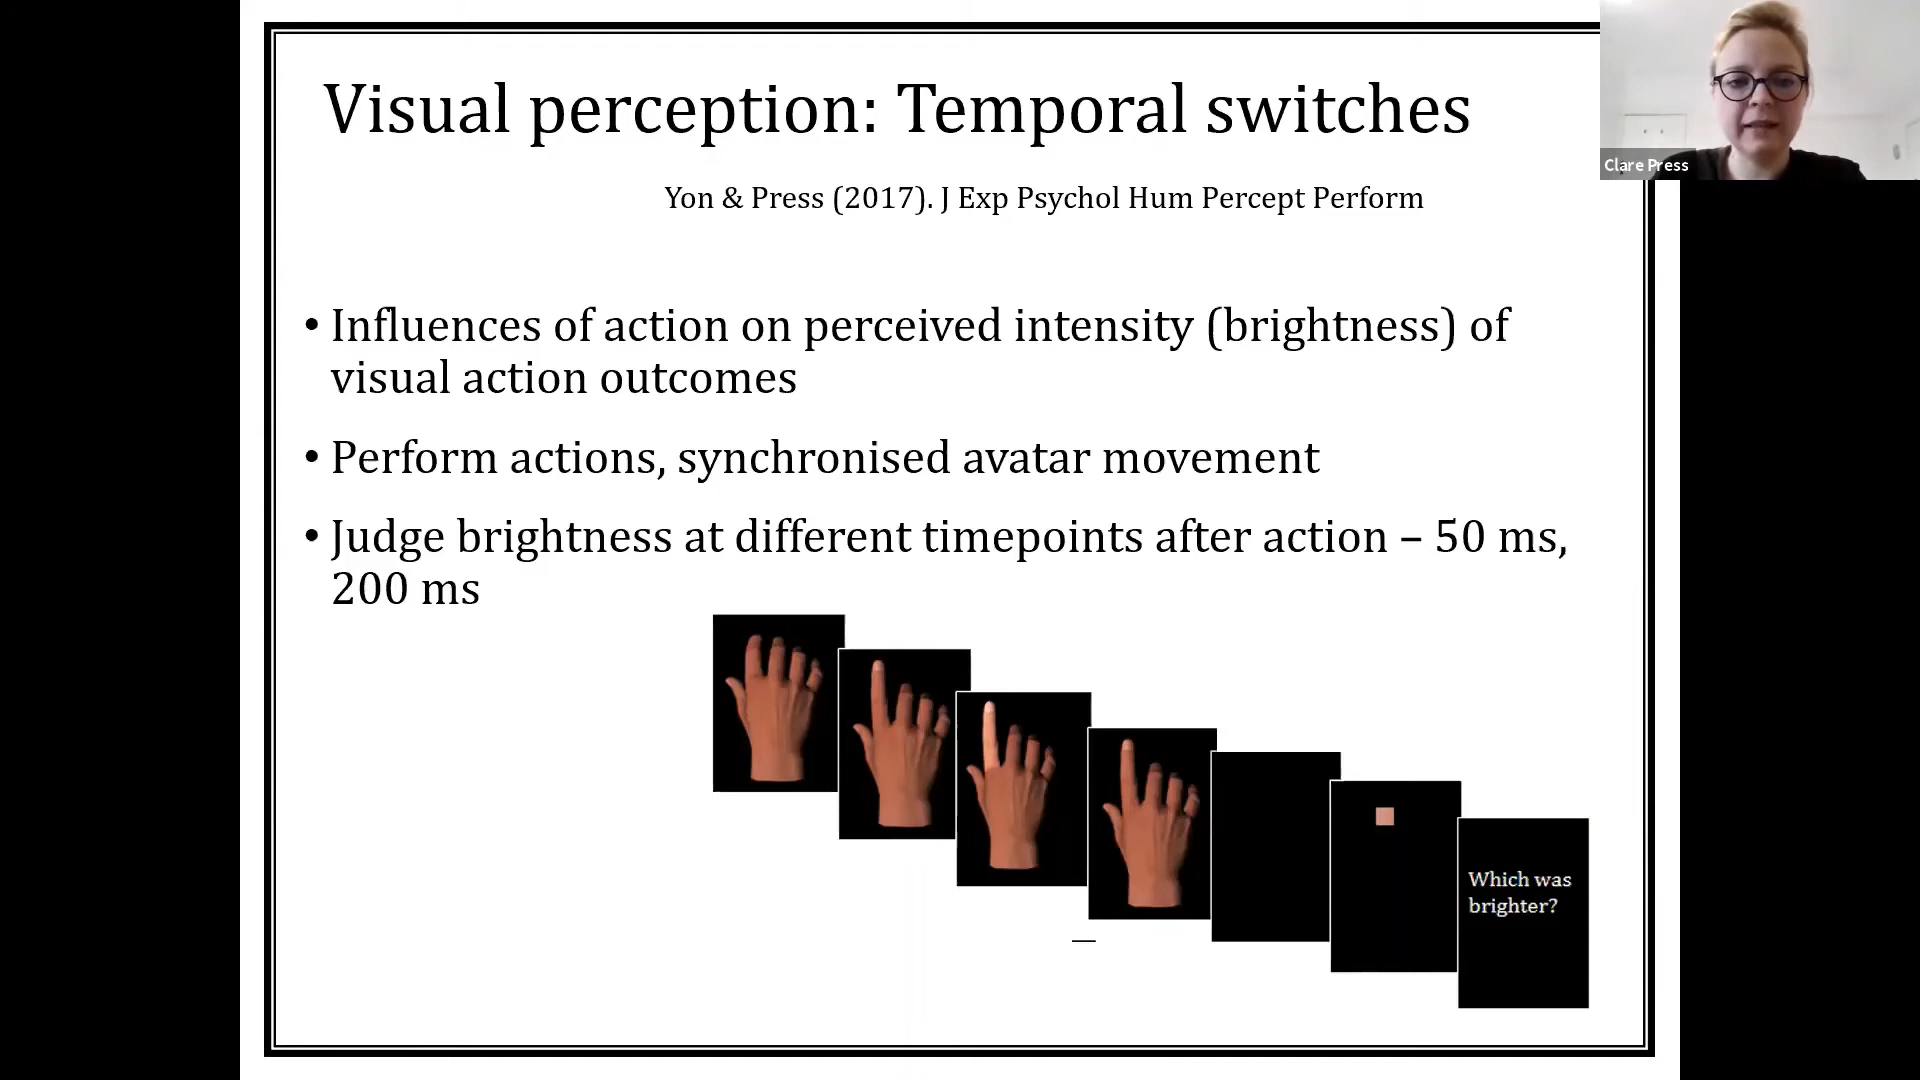 Visual perception: Temporal switches
Clare Press
Yon & Press (2017). J Exp Psychol Hum Percept Perform
• Influences of action on perceived intensity (brightness) of
visual action outcomes
• Perform actions, synchronised avatar movement
• Judge brightness at different timepoints after action – 50 ms,
200 ms
Which was
brighter?